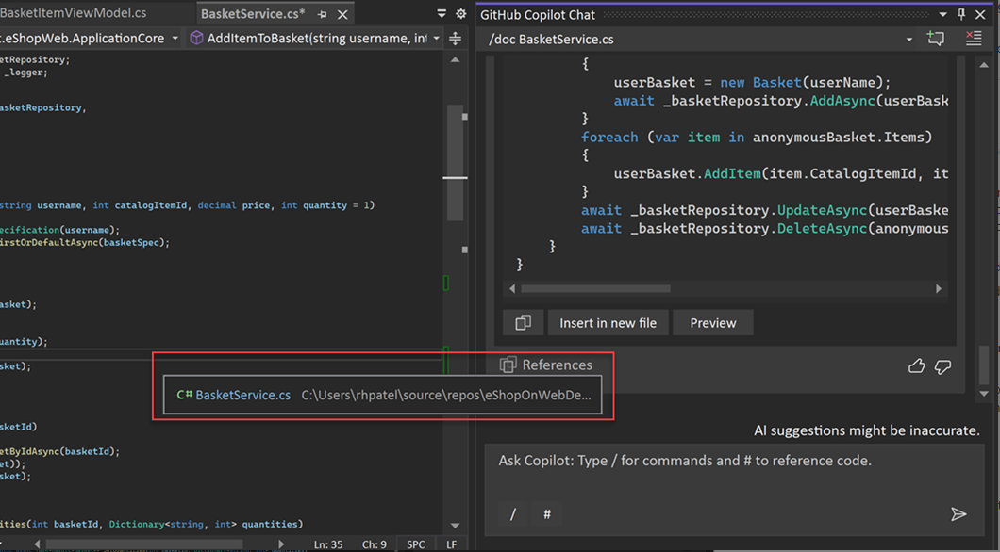 BasketItemViewModel.cs
BasketService.cs*
t.eShopWeb.ApplicationCore
AddItemToBasket(string username, int
etRepository;
_logger;
asketRepository,
string username, int catalogItemId, decimal price, int quantity = 1)
ecification(username);
irstOrDefaultAsync(basketSpec);
asket);
uantity);
sket);
sketId)
etByIdAsync(basketId);
et));
sket);
ities(int basketId, Dictionary<string, int> quantities)
Ln: 35 Ch: 9 SPC LF
GitHub Copilot Chat
/doc BasketService.cs
{
userBasket = new Basket(userName);
await _basketRepository.AddAsync(userBask
}
foreach (var item in anonymousBasket.Items)
{
userBasket.AddItem(item.CatalogItemId, it
}
await _basketRepository.UpdateAsync(userBaske
await _basketRepository.DeleteAsync(anonymous
}
}
Insert in new file
Preview
References
C# BasketService.cs C:\Users\rhpatel\source\repos\eShopOnWebDe...
AI suggestions might be inaccurate.
Ask Copilot: Type / for commands and # to reference code.
/ #